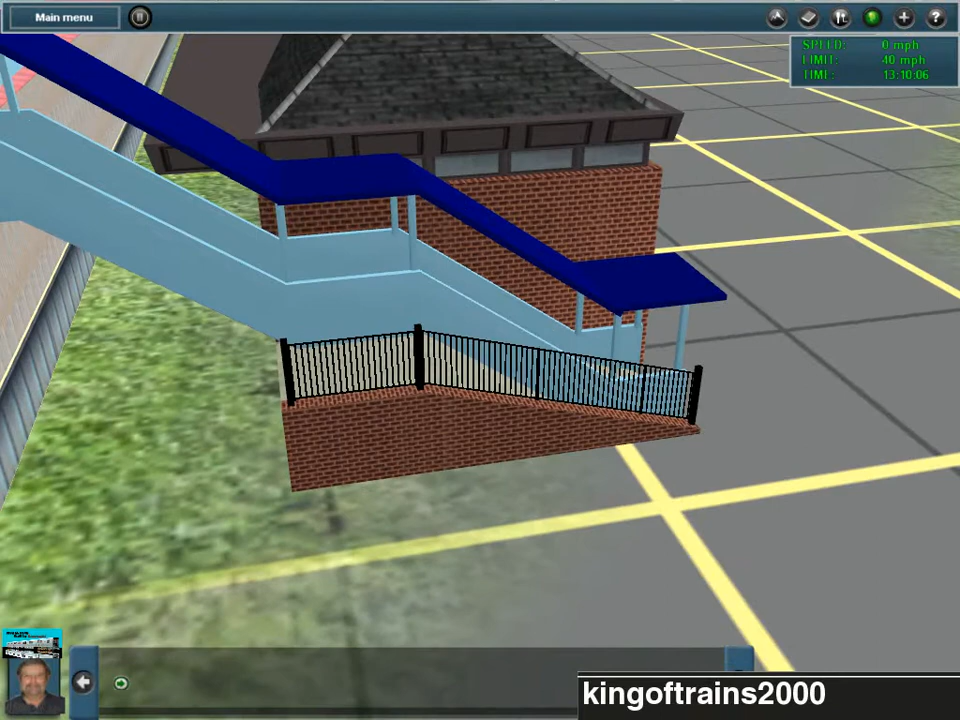 Main menu
?
SPEED: 0 mph
LIMIT: 40 mph
TIME: 13:10:06
kingoftrains2000